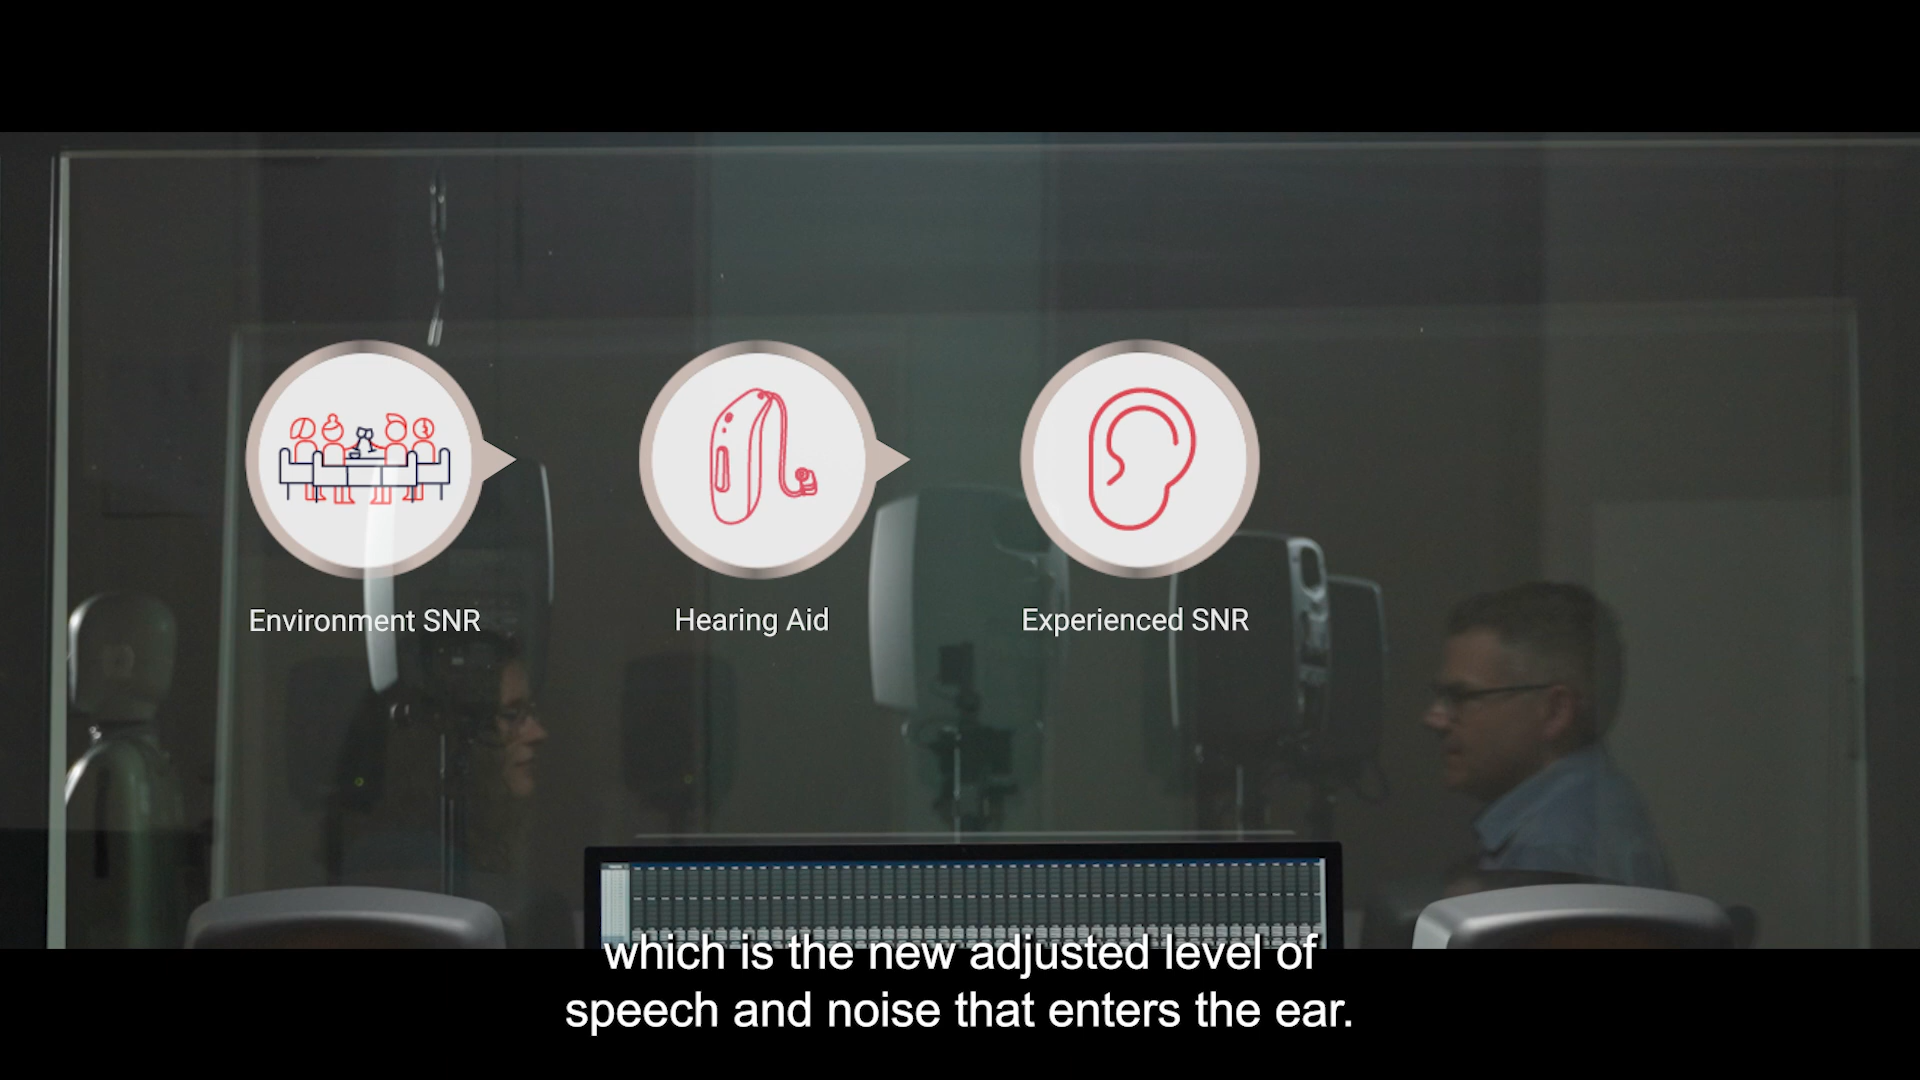 Environment SNR
Hearing Aid
Experienced SNR
which is the new adjusted level of
speech and noise that enters the ear.